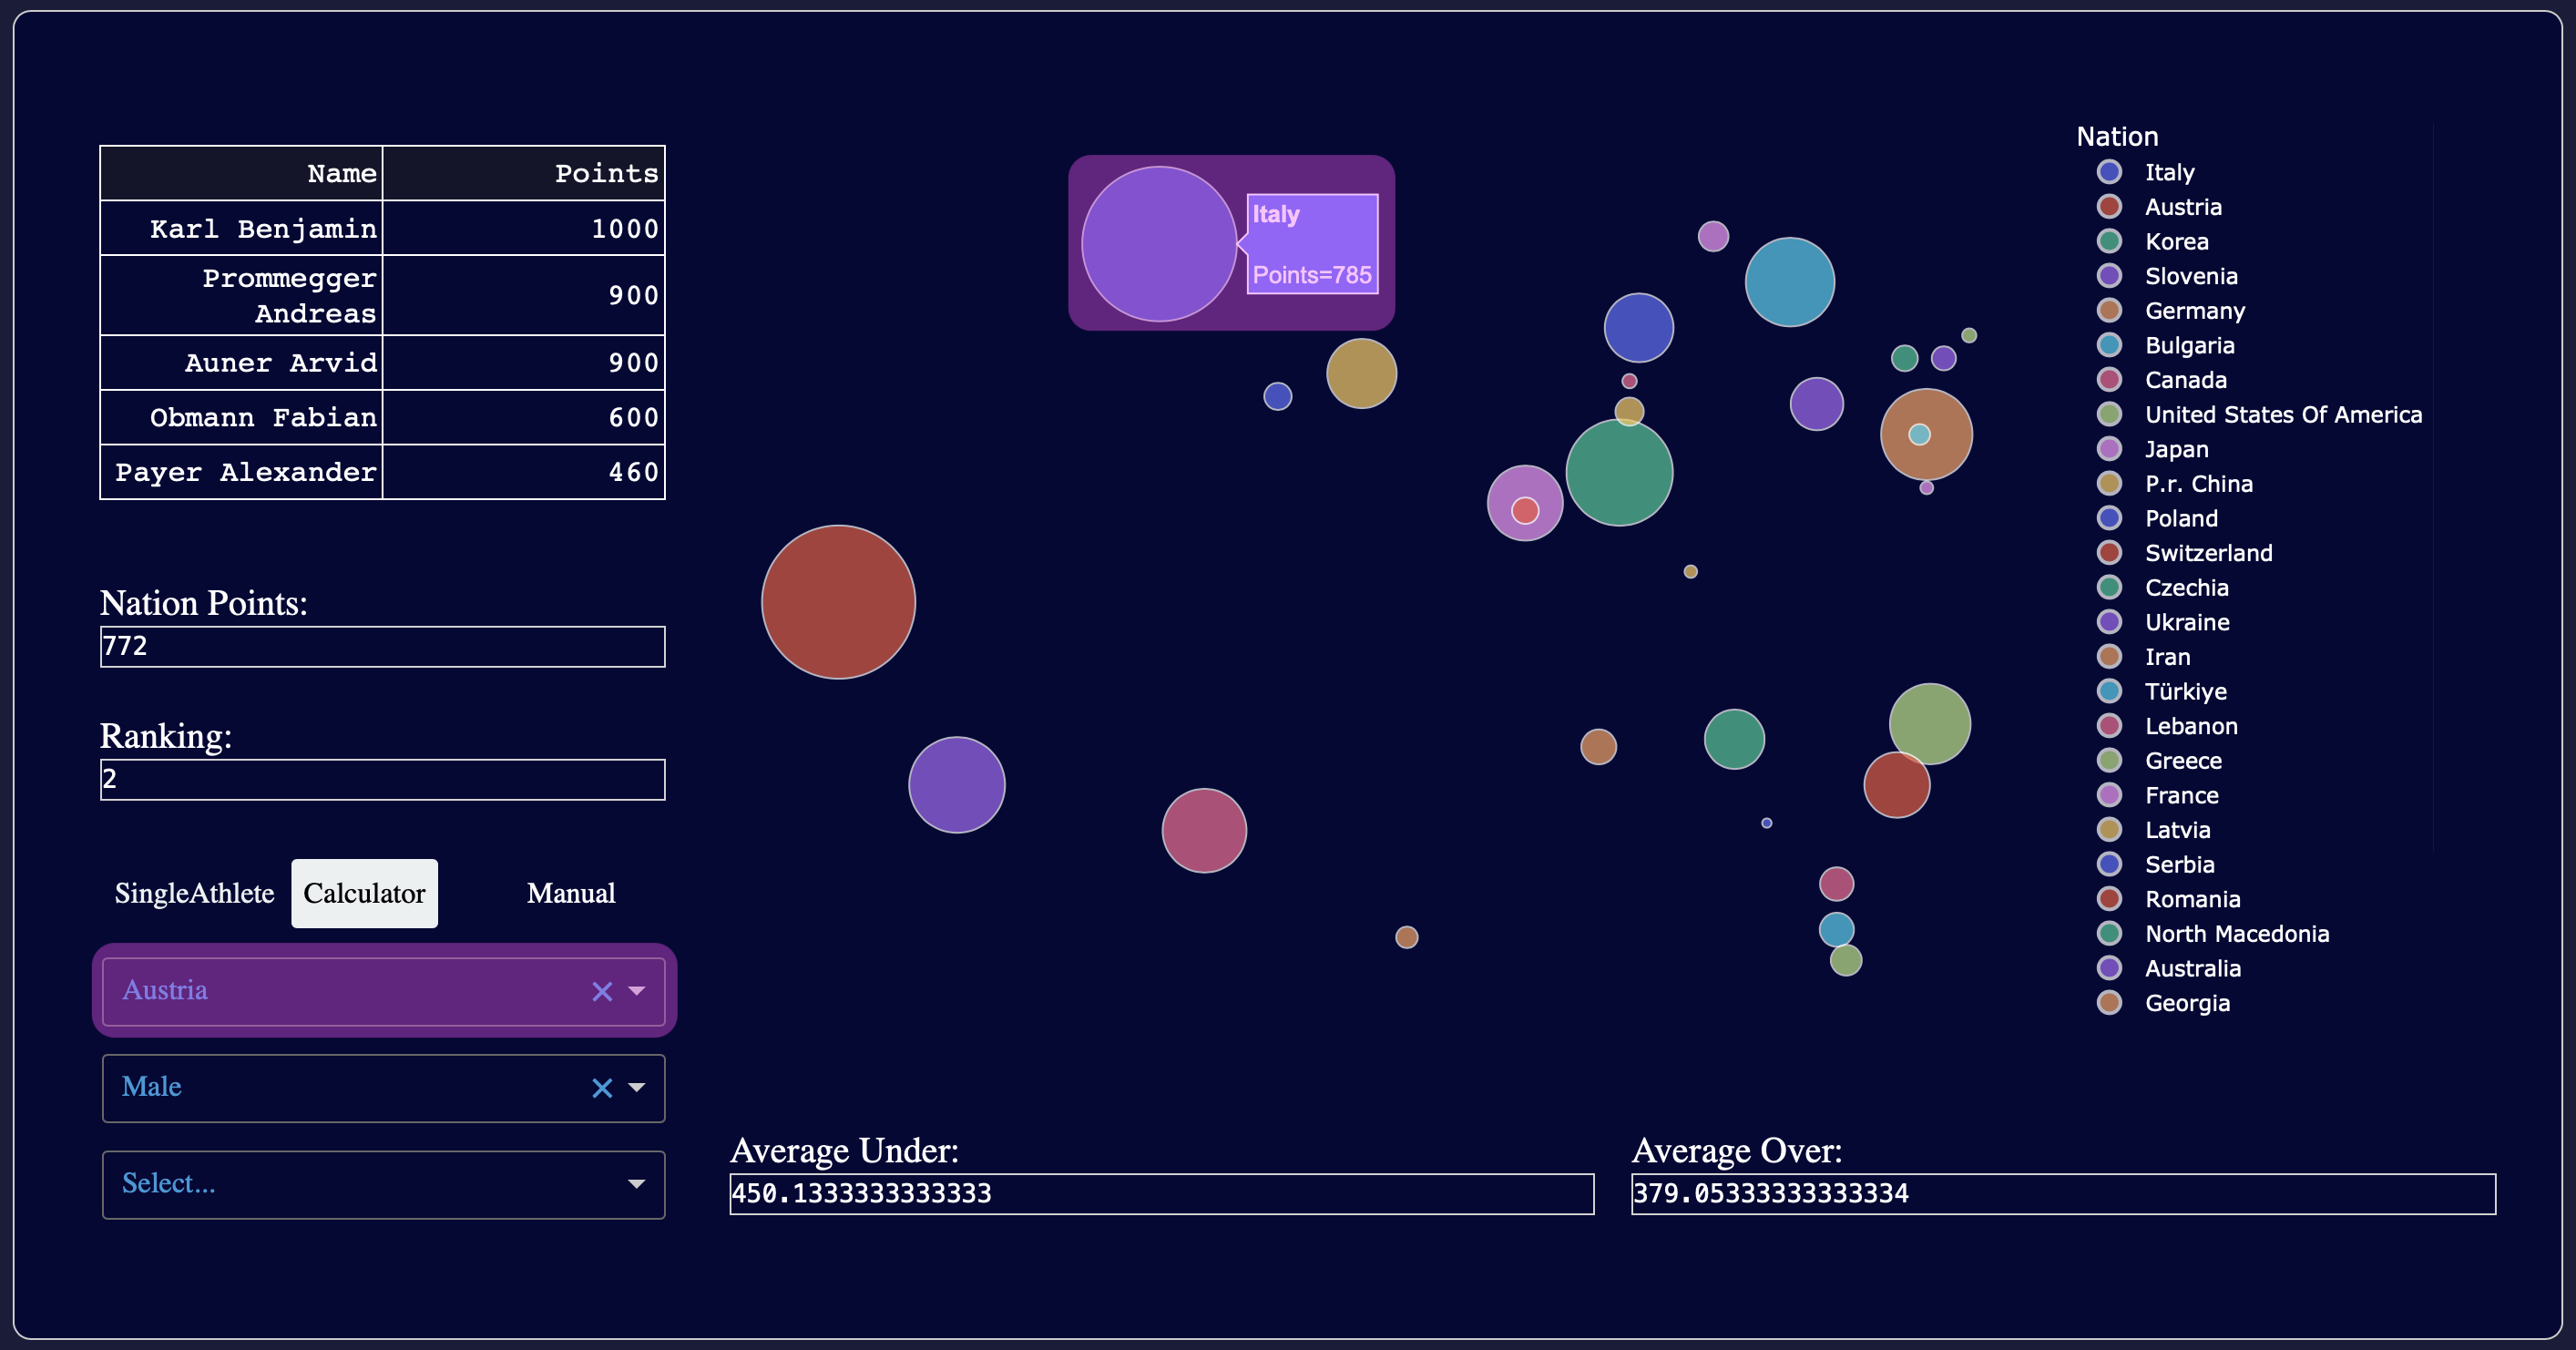 Name Points
Karl Benjamin 1000
Prommegger
Andreas 900
Auner Arvid 900
Obmann Fabian 600
Payer Alexander 460
Nation Points:
772
Ranking:
2
SingleAthlete Calculator Manual
Austria
Male
Select...
Italy
Points=785
Average Under:
450.1333333333333
Average Over:
379.05333333333334
Nation
Italy
Austria
Korea
Slovenia
Germany
Bulgaria
Canada
United States Of America
Japan
P.r. China
Poland
Switzerland
Czechia
Ukraine
Iran
Türkiye
Lebanon
Greece
France
Latvia
Serbia
Romania
North Macedonia
Australia
Georgia